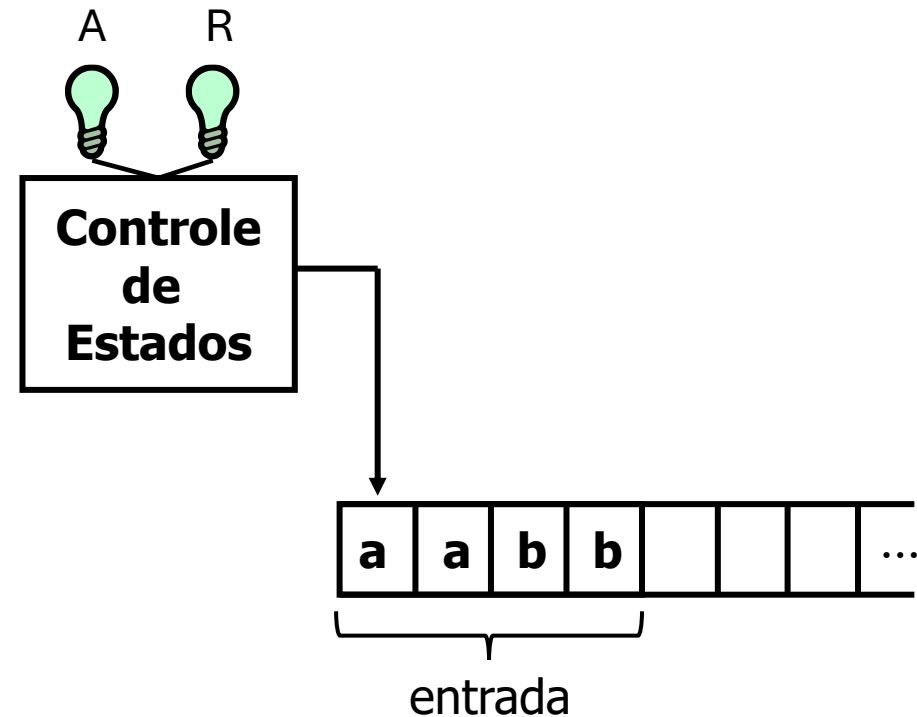 A R
Controle
de
Estados
a a b b ...
entrada